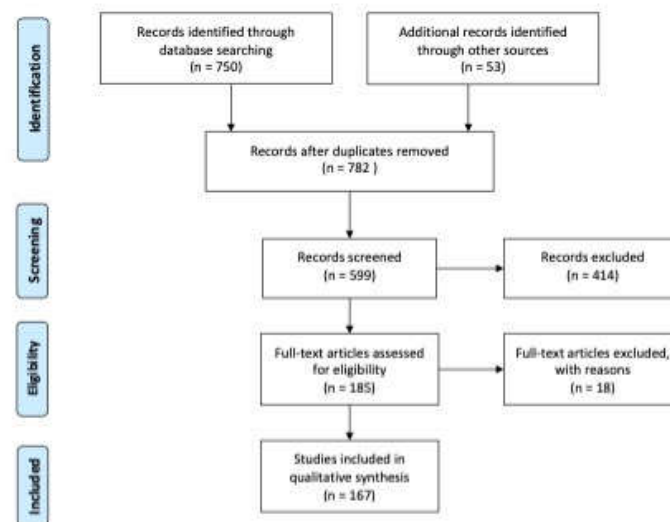 Identification
Records identified through
database searching
(n = 750)
Additional records identified
through other sources
(n = 53)
Records after duplicates removed
(n = 782 )
Screening
Records screened
(n = 599)
Records excluded
(n = 414)
Eligibility
Full-text articles assessed
for eligibility
(n = 185)
Full-text articles excluded,
with reasons
(n = 18)
Included
Studies included in
qualitative synthesis
(n = 167)